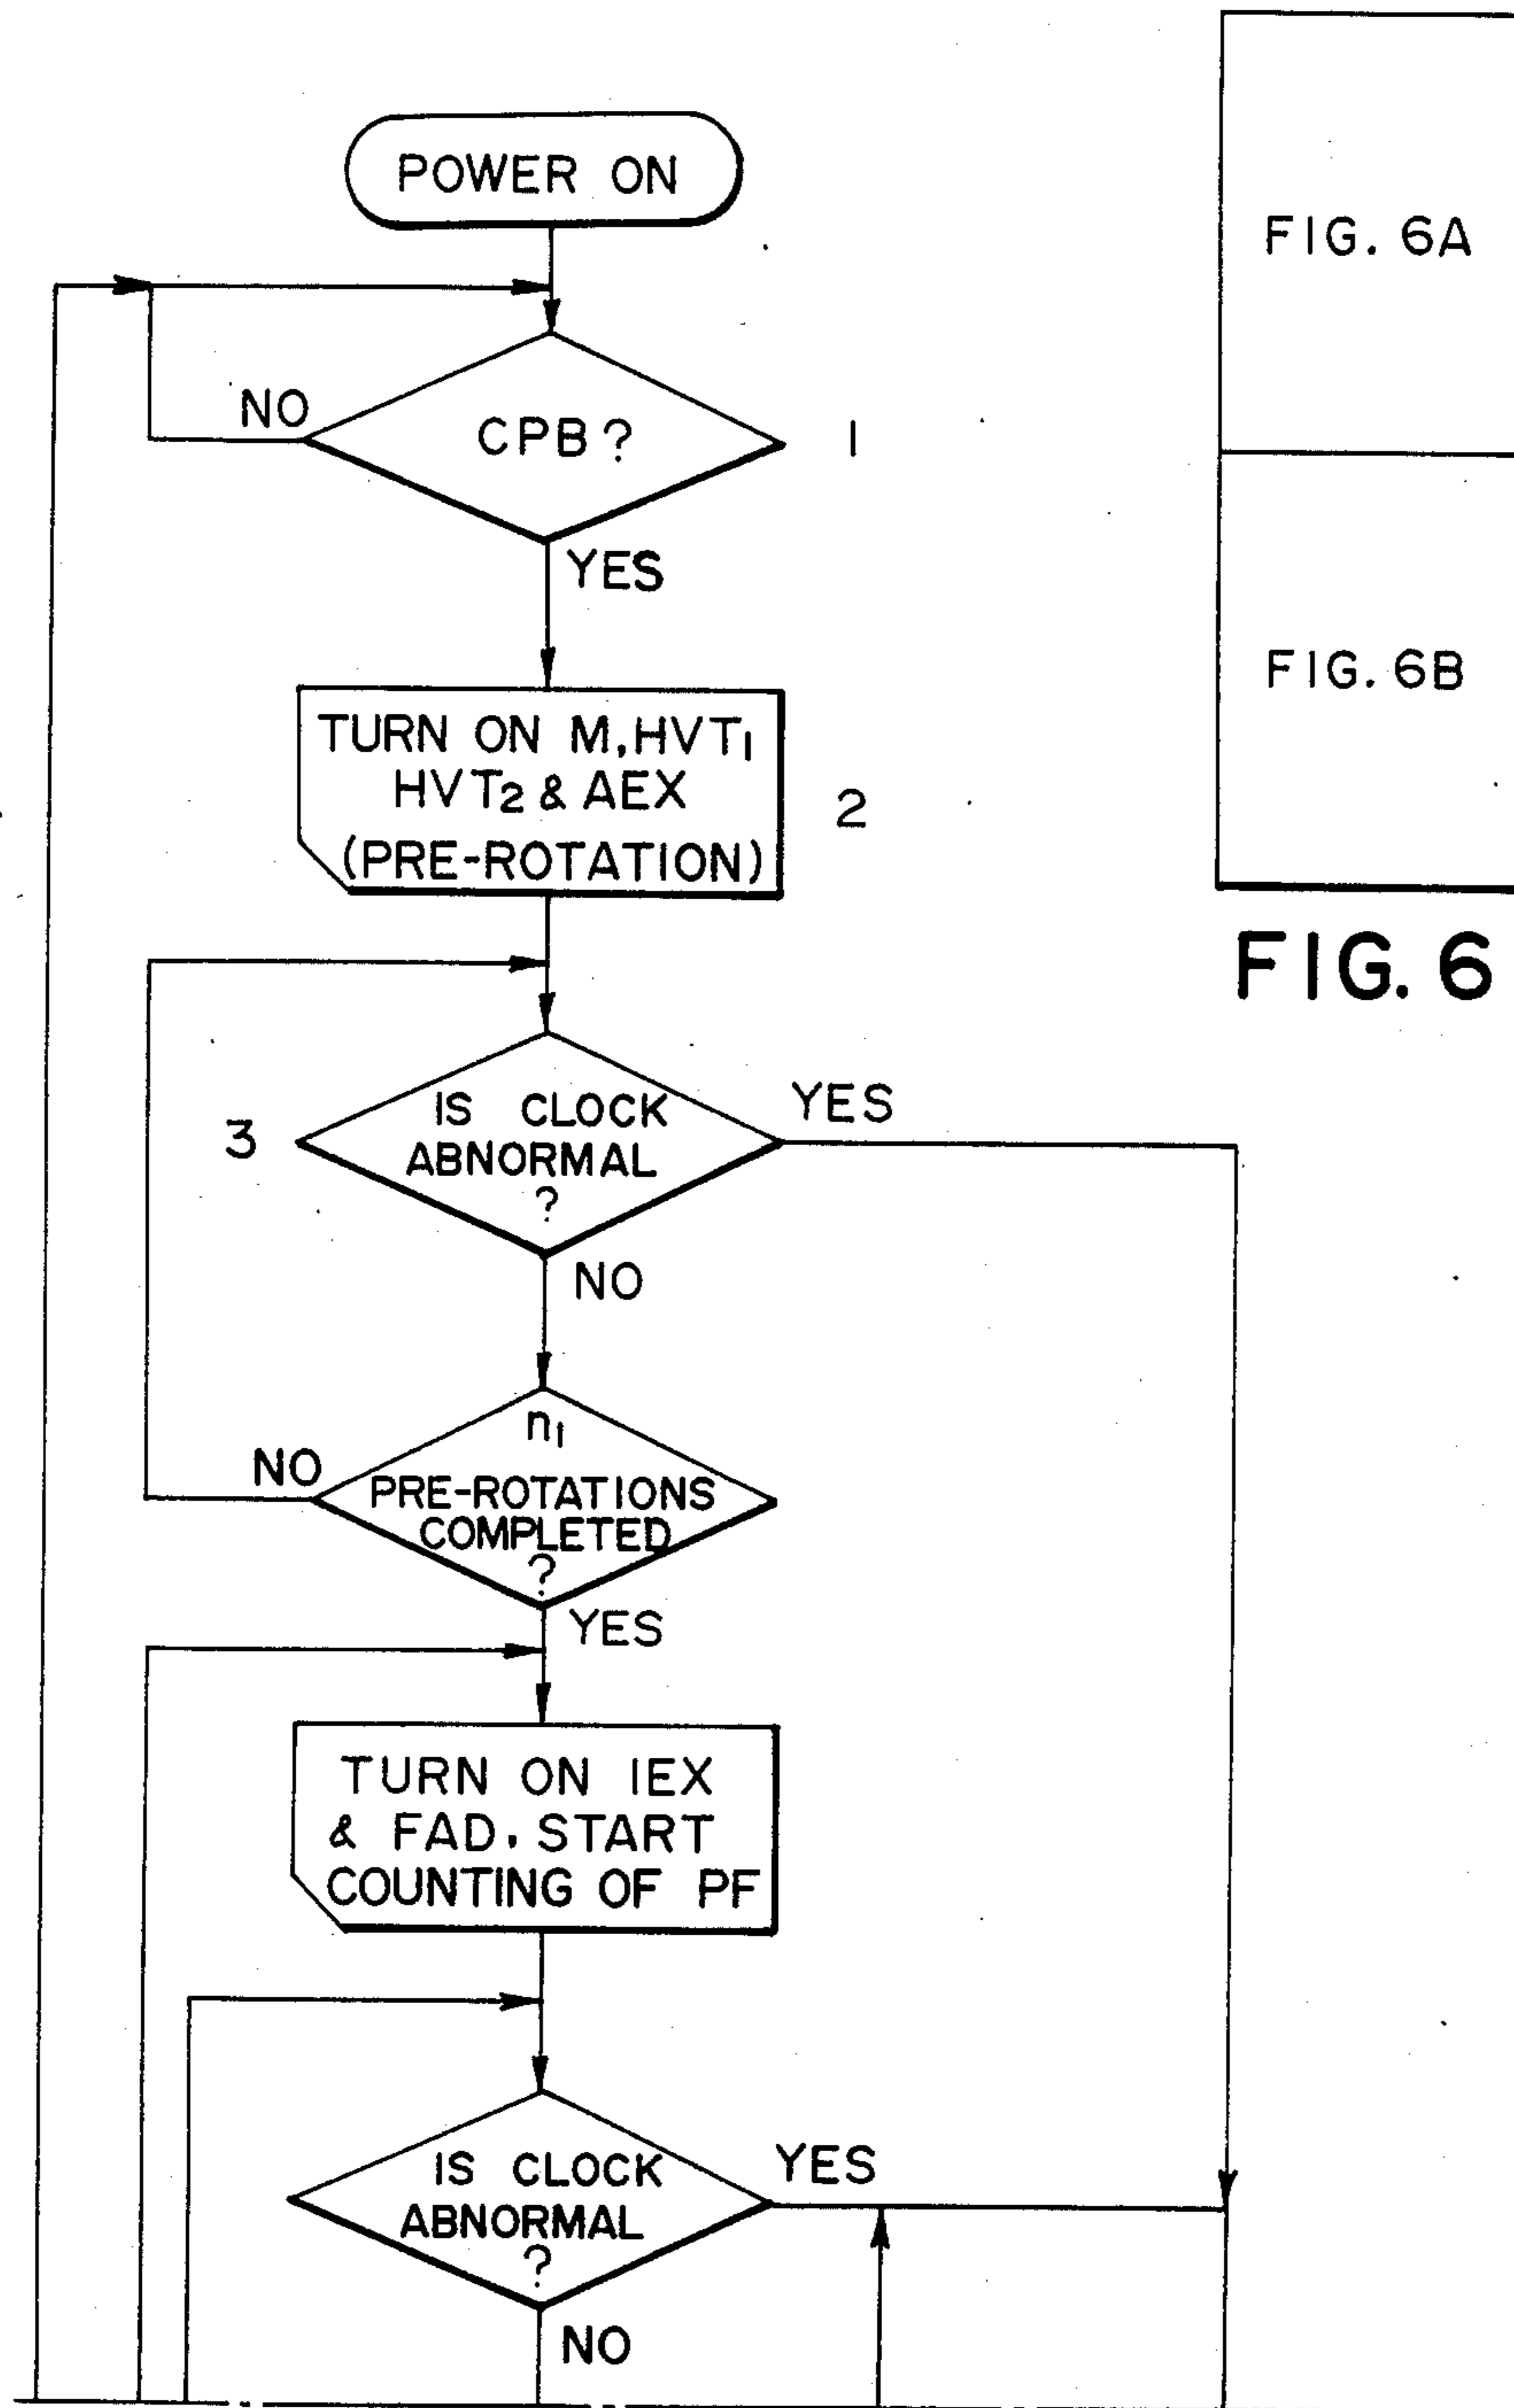 POWER ON
NO
CPB?
1
YES
TURN ON M, HVT₁
HVT₂ & AEX
(PRE-ROTATION)
2
3
IS CLOCK
ABNORMAL
?
YES
NO
n₁
PRE-ROTATIONS
COMPLETED
?
NO
YES
TURN ON IEX
& FAD, START
COUNTING OF PF
IS CLOCK
ABNORMAL
?
YES
NO
FIG. 6A
FIG. 6B
FIG. 6